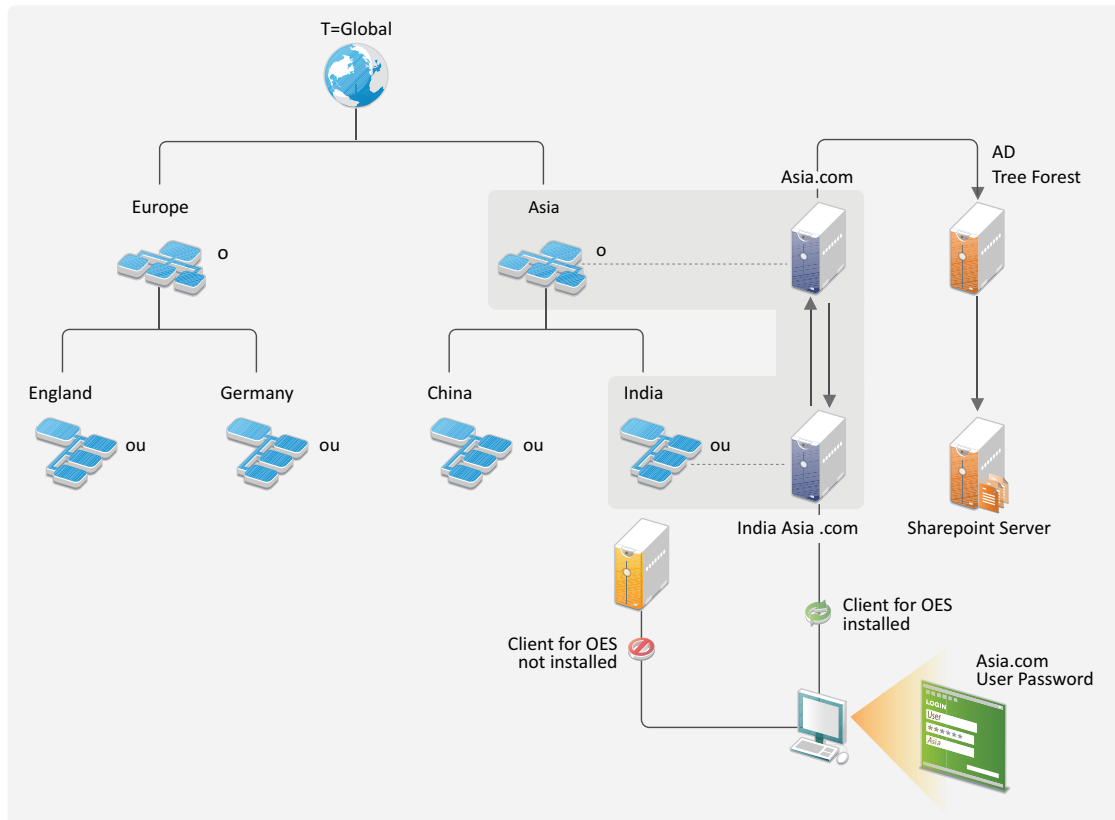 T=Global
AD
Tree Forest
Asia.com
Europe
Asia
o
o
England
Germany
China
India
ou
ou
ou
ou
India Asia .com
Sharepoint Server
Client for OES
installed
Client for OES
not installed
Asia.com
User Password
LOGIN
User
******
Asia